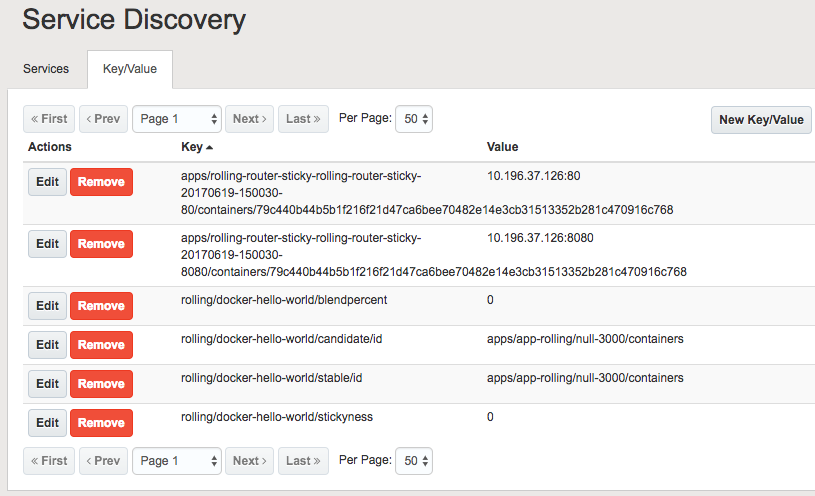 Service Discovery
Services Key/Value
« First ‹ Prev Page 1 Next › Last » Per Page: 50 New Key/Value
Actions Key Value
Edit Remove apps/rolling-router-sticky-rolling-router-sticky- 10.196.37.126:80
20170619-150030-
80/containers/79c440b44b5b1f216f21d47ca6bee70482e14e3cb31513352b281c470916c768
Edit Remove apps/rolling-router-sticky-rolling-router-sticky- 10.196.37.126:8080
20170619-150030-
8080/containers/79c440b44b5b1f216f21d47ca6bee70482e14e3cb31513352b281c470916c768
Edit Remove rolling/docker-hello-world/blendpercent 0
Edit Remove rolling/docker-hello-world/candidate/id apps/app-rolling/null-3000/containers
Edit Remove rolling/docker-hello-world/stable/id apps/app-rolling/null-3000/containers
Edit Remove rolling/docker-hello-world/stickyness 0
« First ‹ Prev Page 1 Next › Last » Per Page: 50